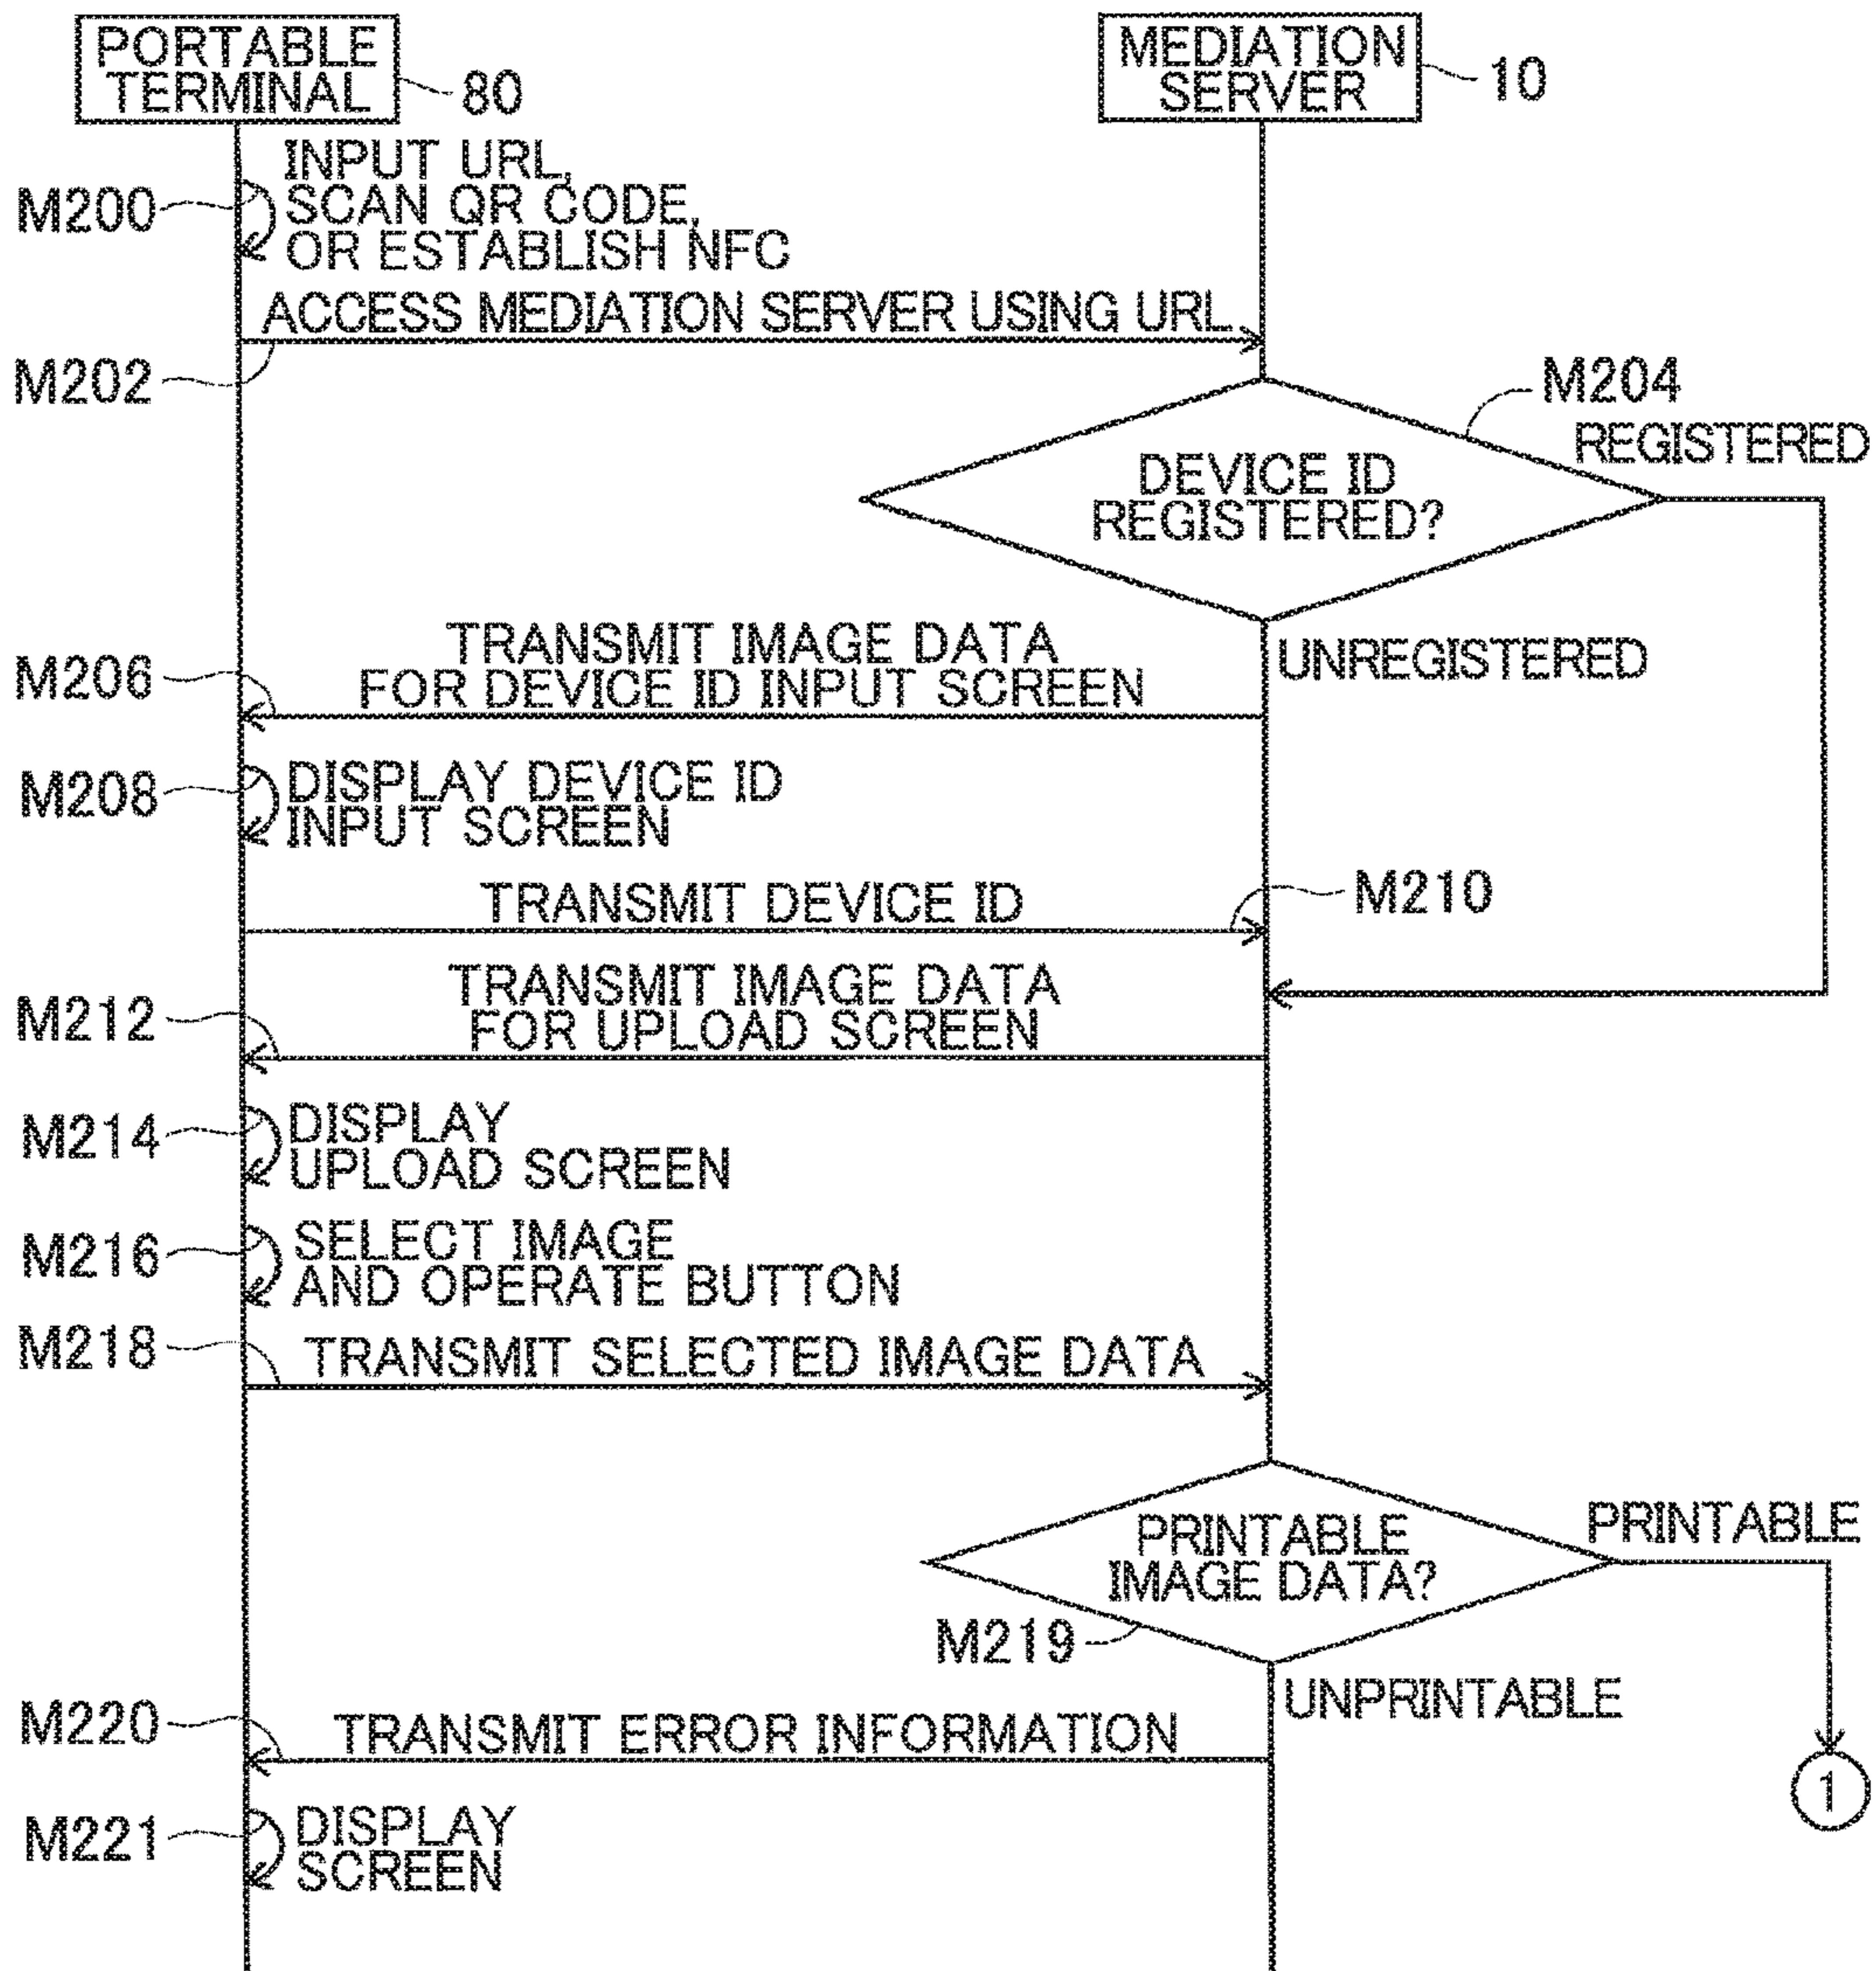 PORTABLE
TERMINAL
80
MEDIATION
SERVER
10
M200
INPUT URL,
SCAN QR CODE,
OR ESTABLISH NFC
ACCESS MEDIATION SERVER USING URL
M202
M204
REGISTERED
DEVICE ID
REGISTERED?
UNREGISTERED
M206
TRANSMIT IMAGE DATA
FOR DEVICE ID INPUT SCREEN
M208
DISPLAY DEVICE ID
INPUT SCREEN
TRANSMIT DEVICE ID
M210
M212
TRANSMIT IMAGE DATA
FOR UPLOAD SCREEN
M214
DISPLAY
UPLOAD SCREEN
M216
SELECT IMAGE
AND OPERATE BUTTON
M218
TRANSMIT SELECTED IMAGE DATA
PRINTABLE
IMAGE DATA?
PRINTABLE
M219
UNPRINTABLE
M220
TRANSMIT ERROR INFORMATION
1
M221
DISPLAY
SCREEN